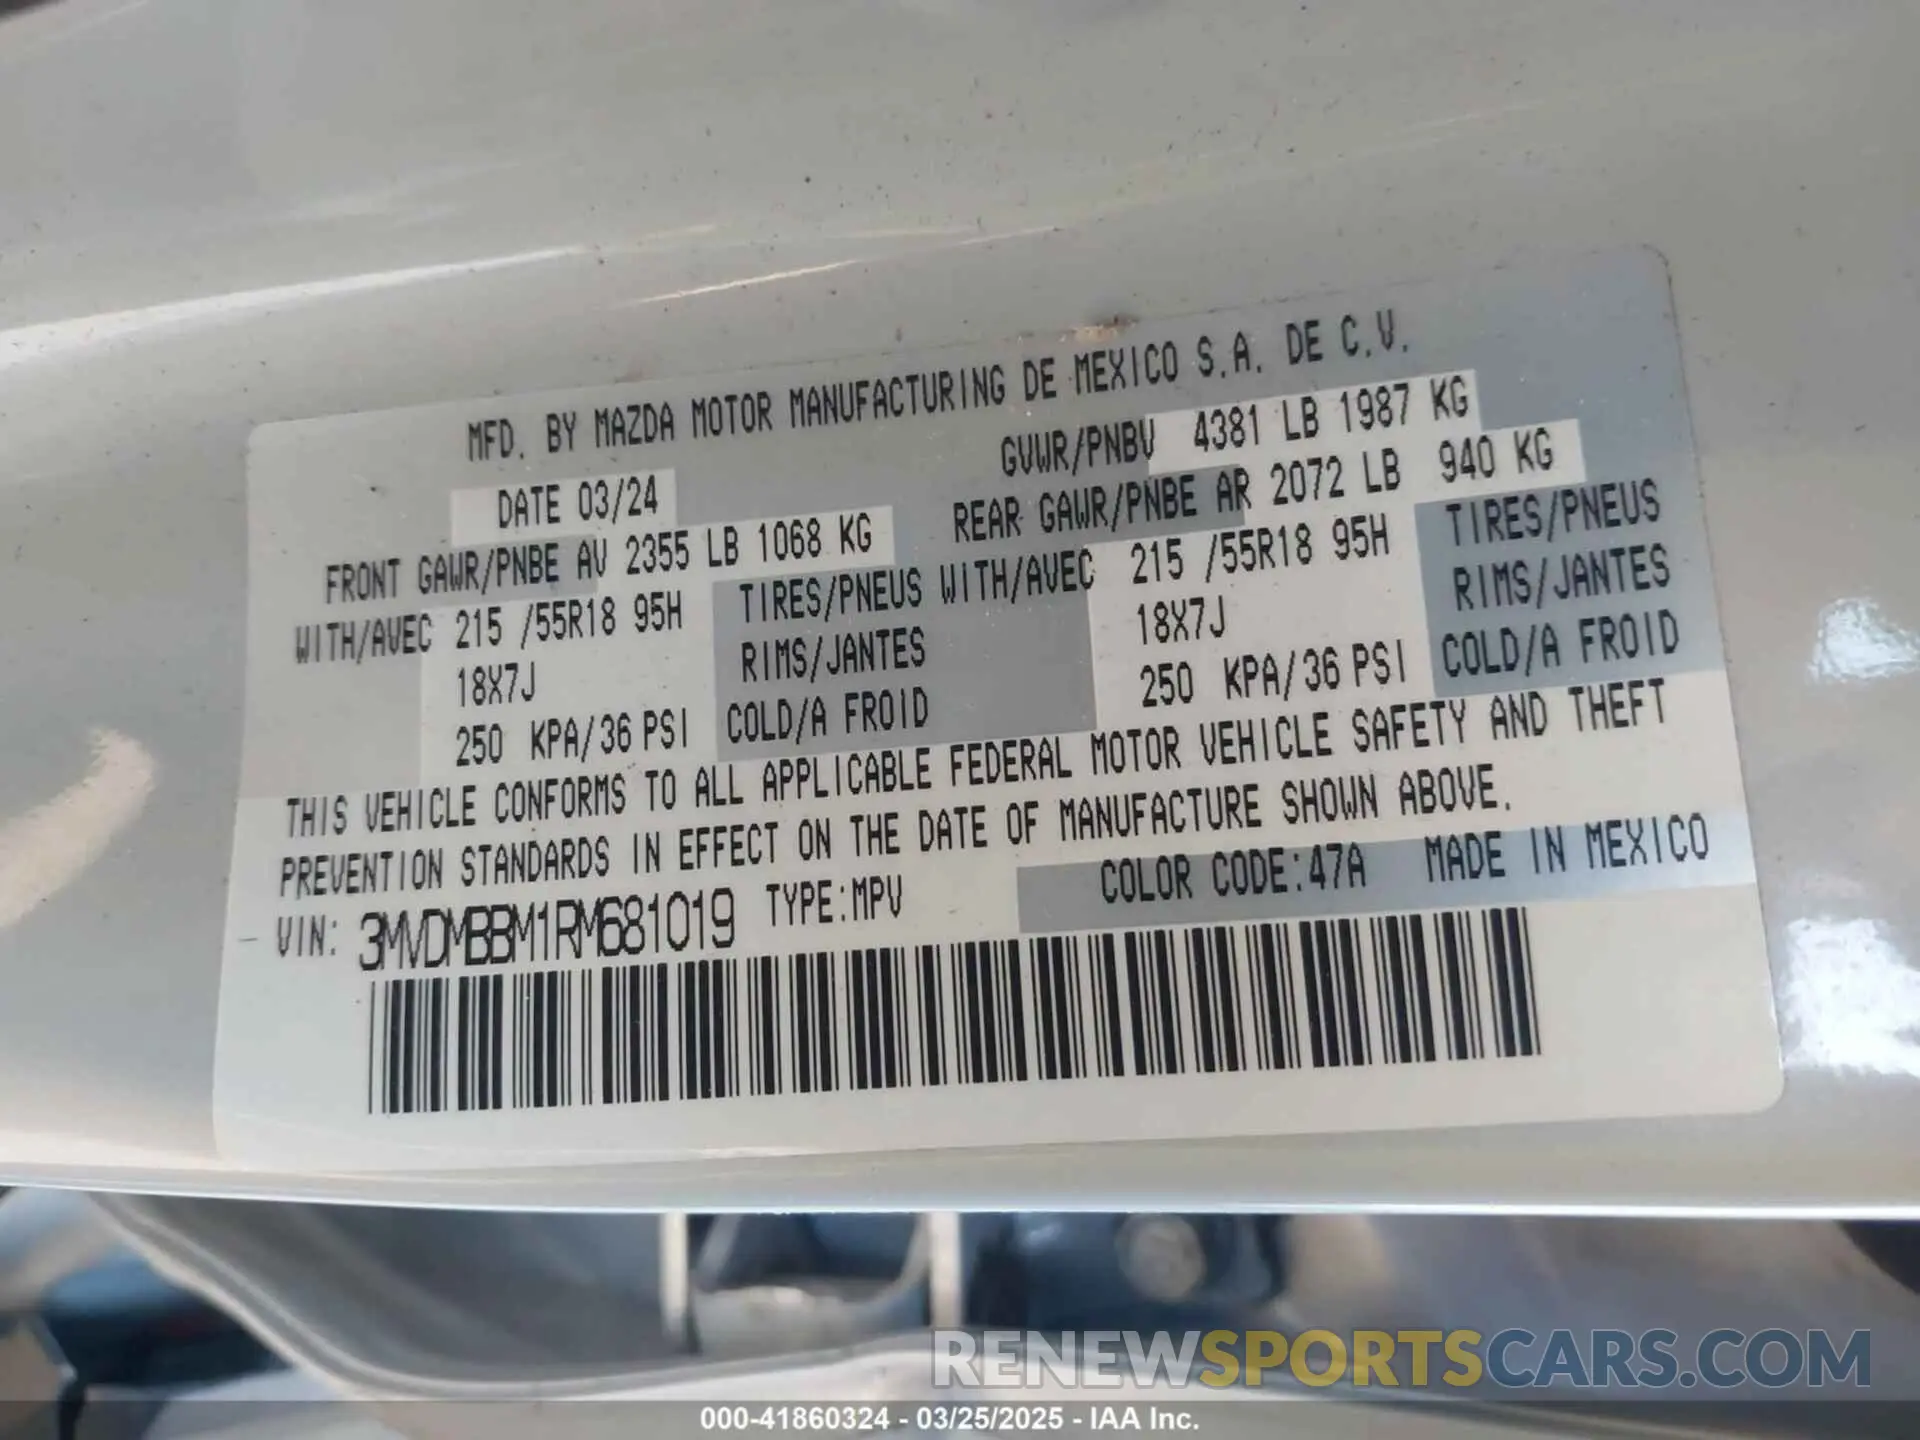 MFD. BY MAZDA MOTOR MANUFACTURING DE MEXICO S.A. DE C.V.
DATE 03/24 GVWR/PNBV 4381 LB 1987 KG
FRONT GAWR/PNBE AV 2355 LB 1068 KG REAR GAWR/PNBE AR 2072 LB 940 KG
WITH/AVEC 215 /55R18 95H TIRES/PNEUS WITH/AVEC 215 /55R18 95H TIRES/PNEUS
18X7J RIMS/JANTES 18X7J RIMS/JANTES
250 KPA/36 PSI COLD/A FROID 250 KPA/36 PSI COLD/A FROID
THIS VEHICLE CONFORMS TO ALL APPLICABLE FEDERAL MOTOR VEHICLE SAFETY AND THEFT
PREVENTION STANDARDS IN EFFECT ON THE DATE OF MANUFACTURE SHOWN ABOVE.
VIN: 3MVDMBBM1RM681019 TYPE:MPV COLOR CODE:47A MADE IN MEXICO
RENEWSPORTSCARS.COM
000-41860324 - 03/25/2025 - IAA Inc.